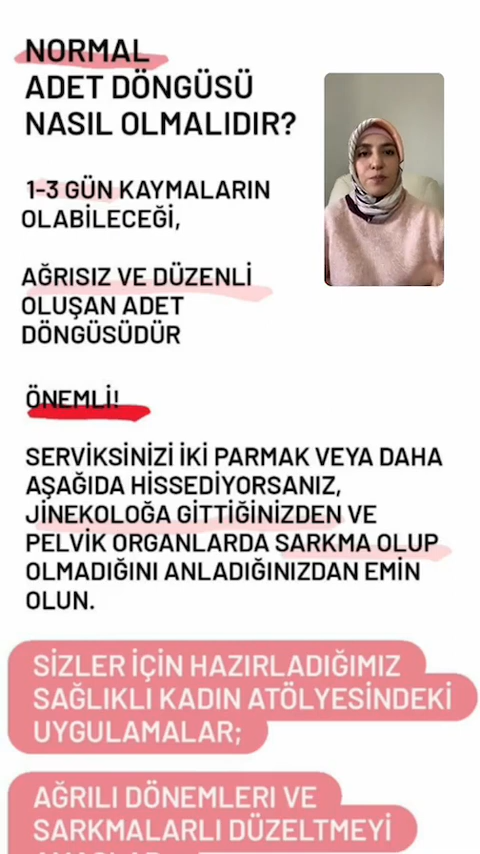 NORMAL
ADET DÖNGÜSÜ
NASIL OLMALIDIR?
1-3 GÜN KAYMALARIN
OLABİLECEĞİ,
AĞRISIZ VE DÜZENLİ
OLUŞAN ADET
DÖNGÜSÜDÜR
ÖNEMLİ!
SERVİKSİNİZİ İKİ PARMAK VEYA DAHA
AŞAĞIDA HİSSEDİYORSANIZ,
JİNEKOLOĞA GİTTİĞİNİZDEN VE
PELVİK ORGANLARDA SARKMA OLUP
OLMADIĞINI ANLADIĞINIZDAN EMİN
OLUN.
SİZLER İÇİN HAZIRLADIĞIMIZ
SAĞLIKLI KADIN ATÖLYESİNDEKİ
UYGULAMALAR;
AĞRILI DÖNEMLERI VE
SARKMALARLI DÜZELTMEYİ